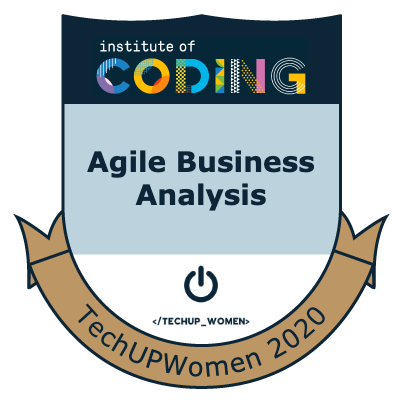 institute of
CODING
Agile Business
Analysis
</TECHUP_WOMEN>
TechUPWomen 2020